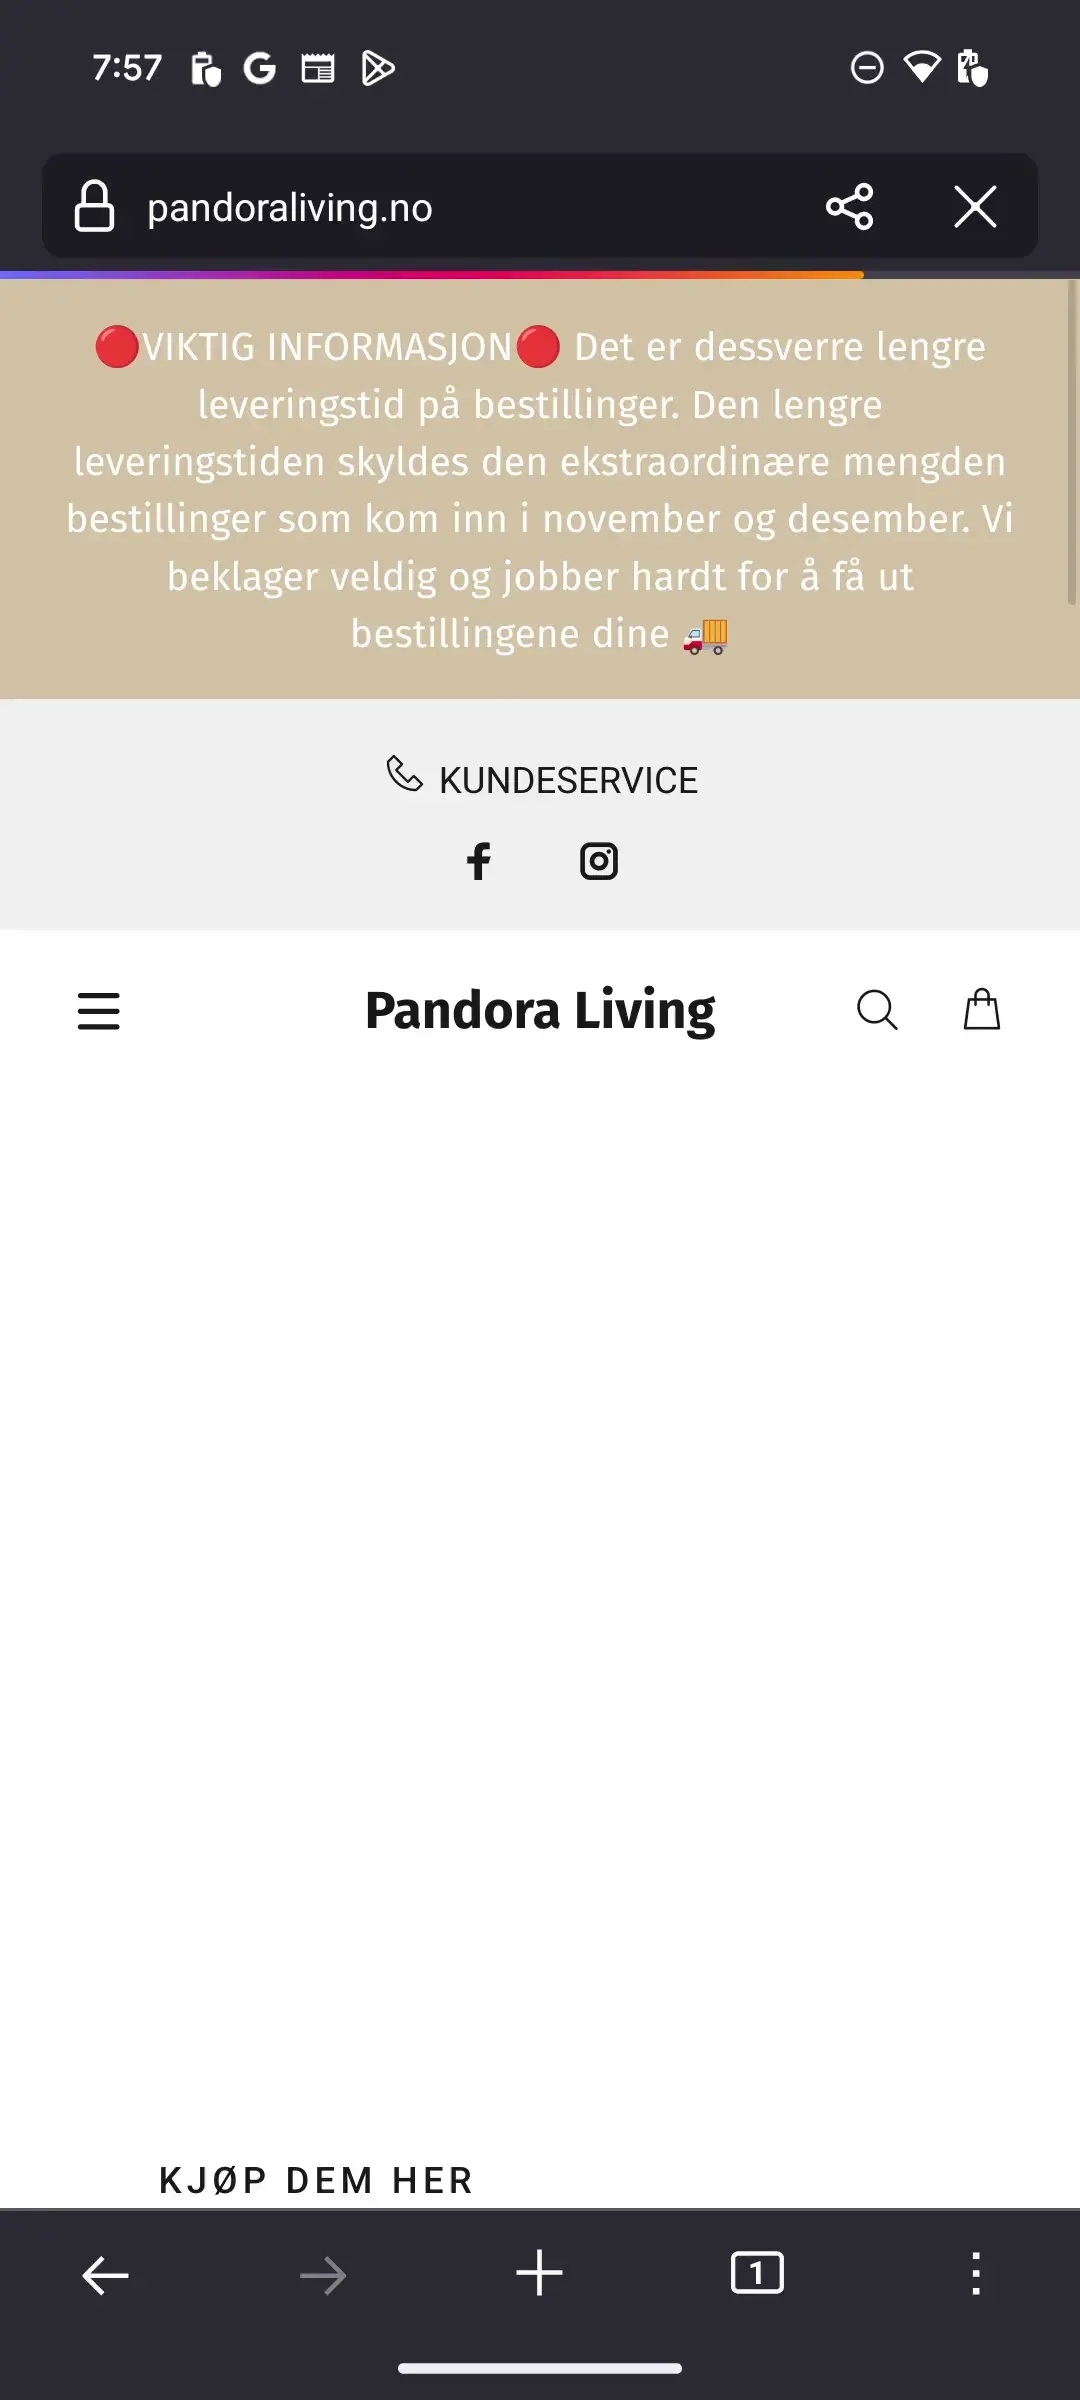 7:57
pandoraliving.no
🔴VIKTIG INFORMASJON🔴 Det er dessverre lengre
leveringstid på bestillinger. Den lengre
leveringstiden skyldes den ekstraordinære mengden
bestillinger som kom inn i november og desember. Vi
beklager veldig og jobber hardt for å få ut
bestillingene dine 🚚
KUNDESERVICE
Pandora Living
KJØP DEM HER
1